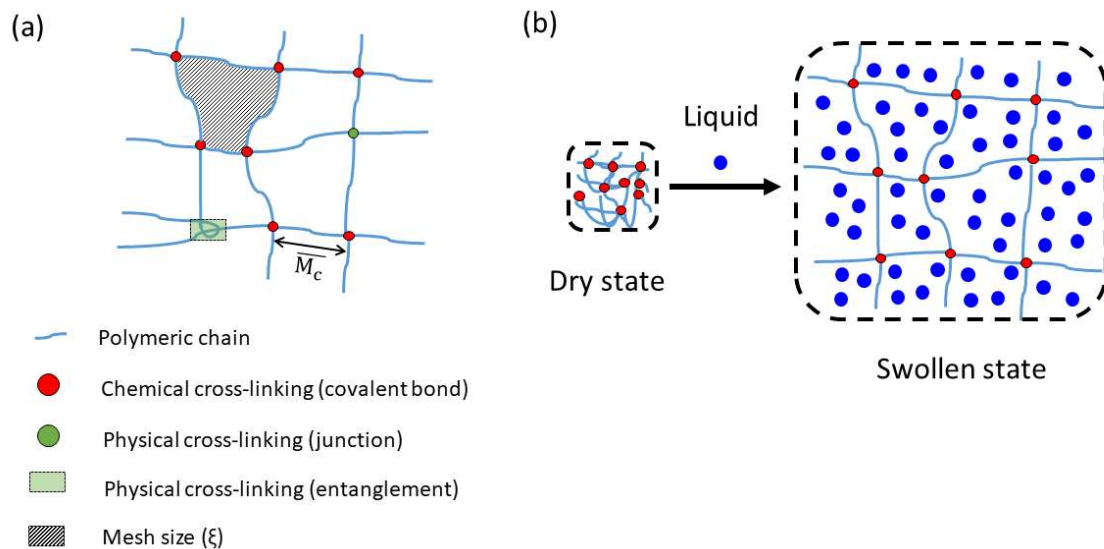 (a)
M̅c
Polymeric chain
Chemical cross-linking (covalent bond)
Physical cross-linking (junction)
Physical cross-linking (entanglement)
Mesh size (ξ)
(b)
Liquid
Dry state
Swollen state